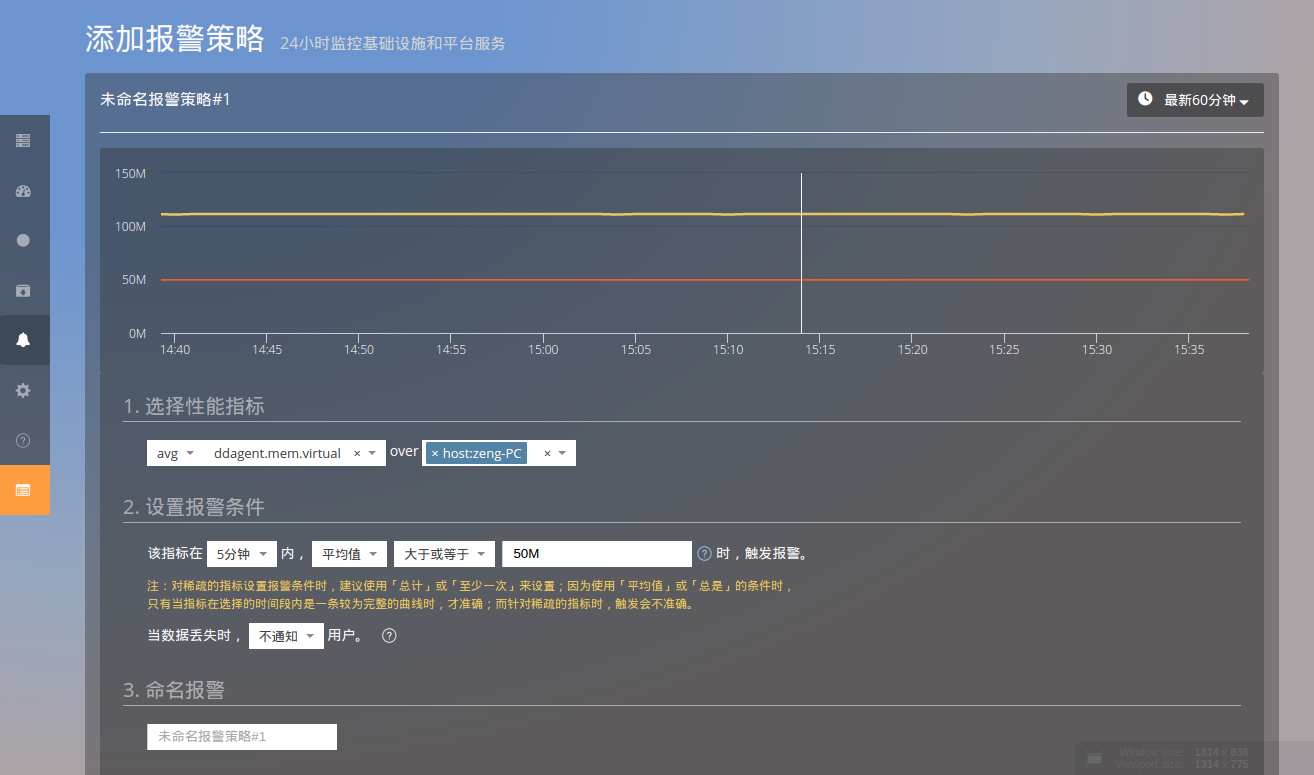 添加报警策略 24小时监控基础设施和平台服务
未命名报警策略#1 最新60分钟
150M
100M
50M
0M
14:40 14:45 14:50 14:55 15:00 15:05 15:10 15:15 15:20 15:25 15:30 15:35
1. 选择性能指标
avg ddagent.mem.virtual × over × host:zeng-PC ×
2. 设置报警条件
该指标在 5分钟 内， 平均值 大于或等于 50M ? 时，触发报警。
注：对稀疏的指标设置报警条件时，建议使用「总计」或「至少一次」来设置；因为使用「平均值」或「总是」的条件时，
只有当指标在选择的时间段内是一条较为完整的曲线时，才准确；而针对稀疏的指标时，触发会不准确。
当数据丢失时， 不通知 用户。 ?
3. 命名报警
未命名报警策略#1
Window size: 1314 x 836
Viewport size: 1314 x 775